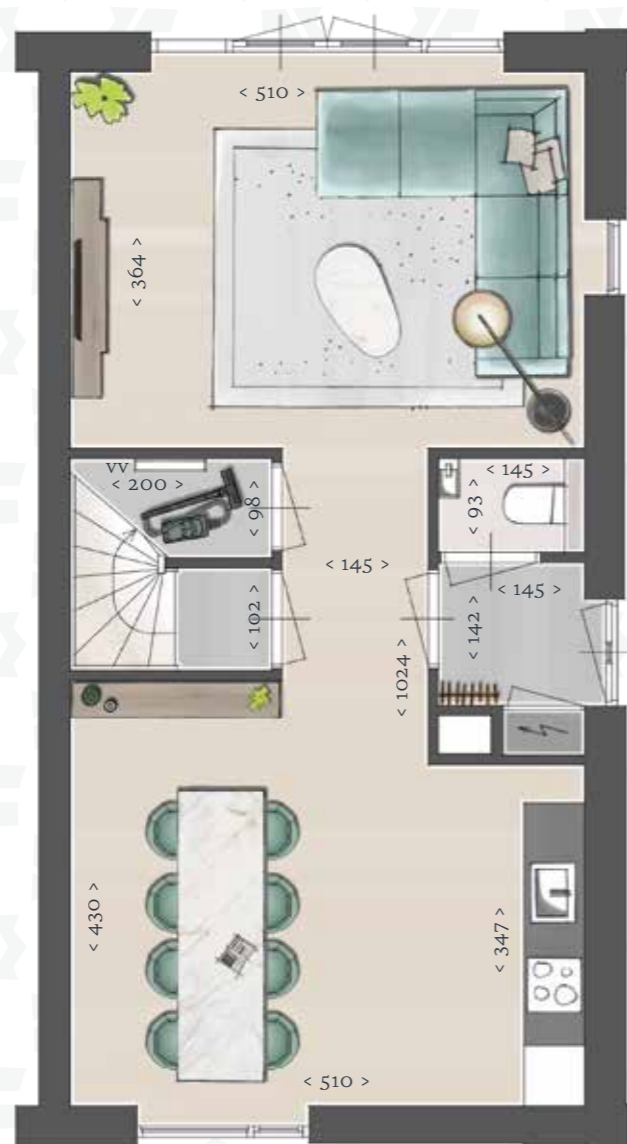 < 510 >
< 364 >
VV
< 200 >
< 98 >
< 145 >
< 93 >
< 145 >
< 145 >
< 102 >
< 142 >
< 1024 >
< 430 >
< 347 >
< 510 >